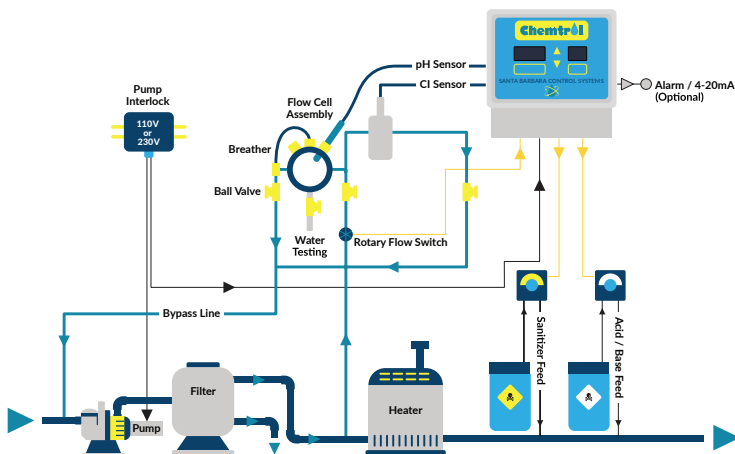 Chemtrol
SANTA BARBARA CONTROL SYSTEMS
pH Sensor
Cl Sensor
Alarm / 4-20mA
(Optional)
Pump
Interlock
110V
or
230V
Flow Cell
Assembly
Breather
Ball Valve
Water
Testing
Rotary Flow Switch
Bypass Line
Sanitizer Feed
Acid / Base Feed
Filter
Heater
Pump